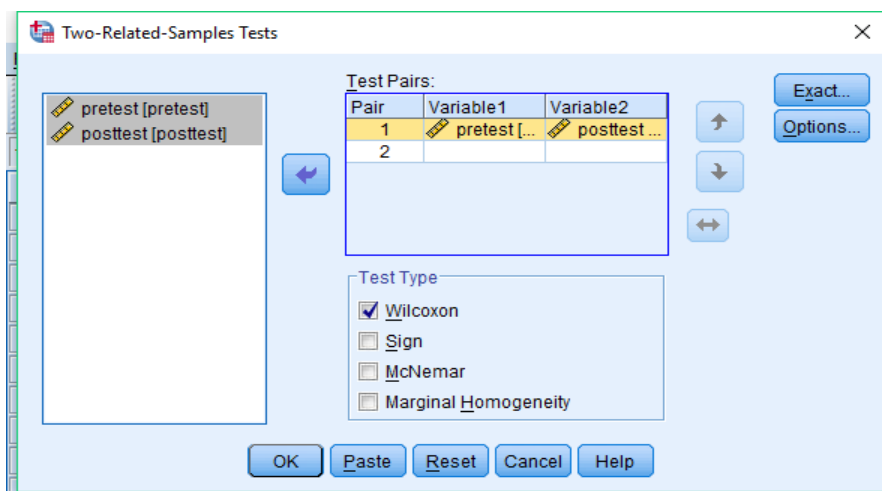 Two-Related-Samples Tests
pretest [pretest]
posttest [posttest]
Test Pairs:
Pair Variable1 Variable2
1 pretest [... posttest ...
2
Exact...
Options...
Test Type
Wilcoxon
Sign
McNemar
Marginal Homogeneity
OK Paste Reset Cancel Help